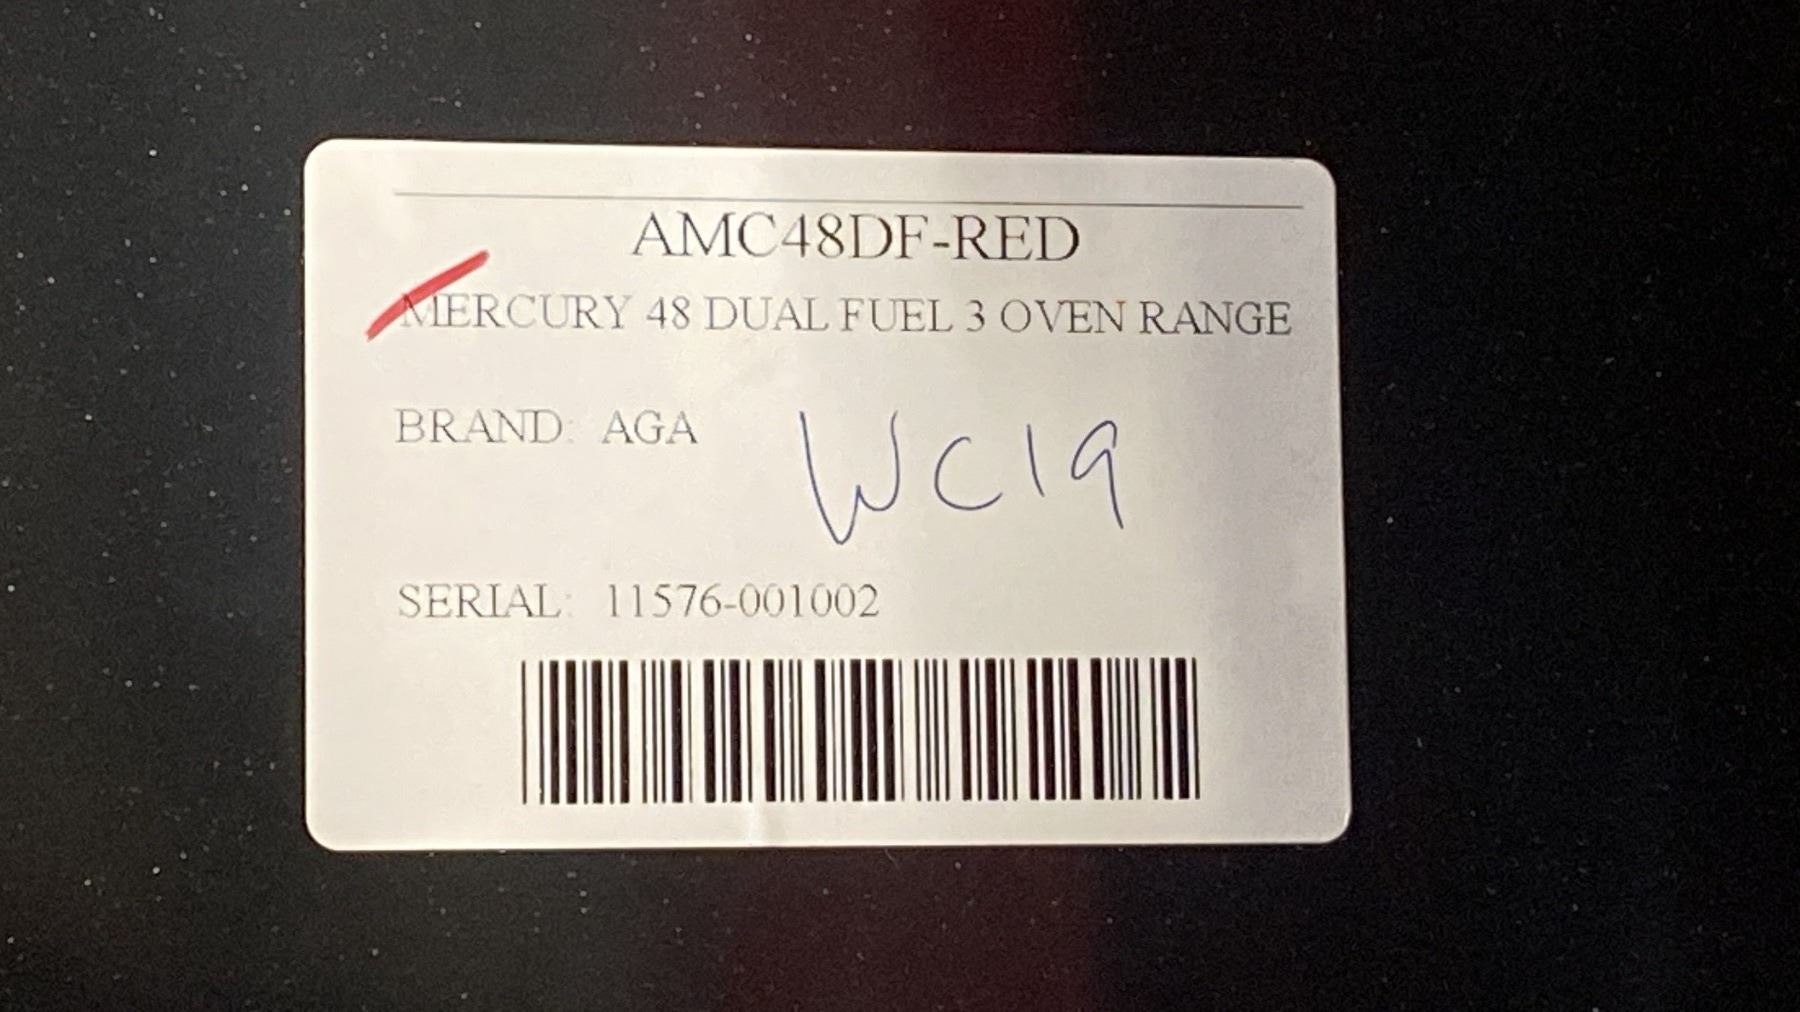 AMC48DF-RED
MERCURY 48 DUAL FUEL 3 OVEN RANGE
BRAND: AGA
WC19
SERIAL: 11576-001002